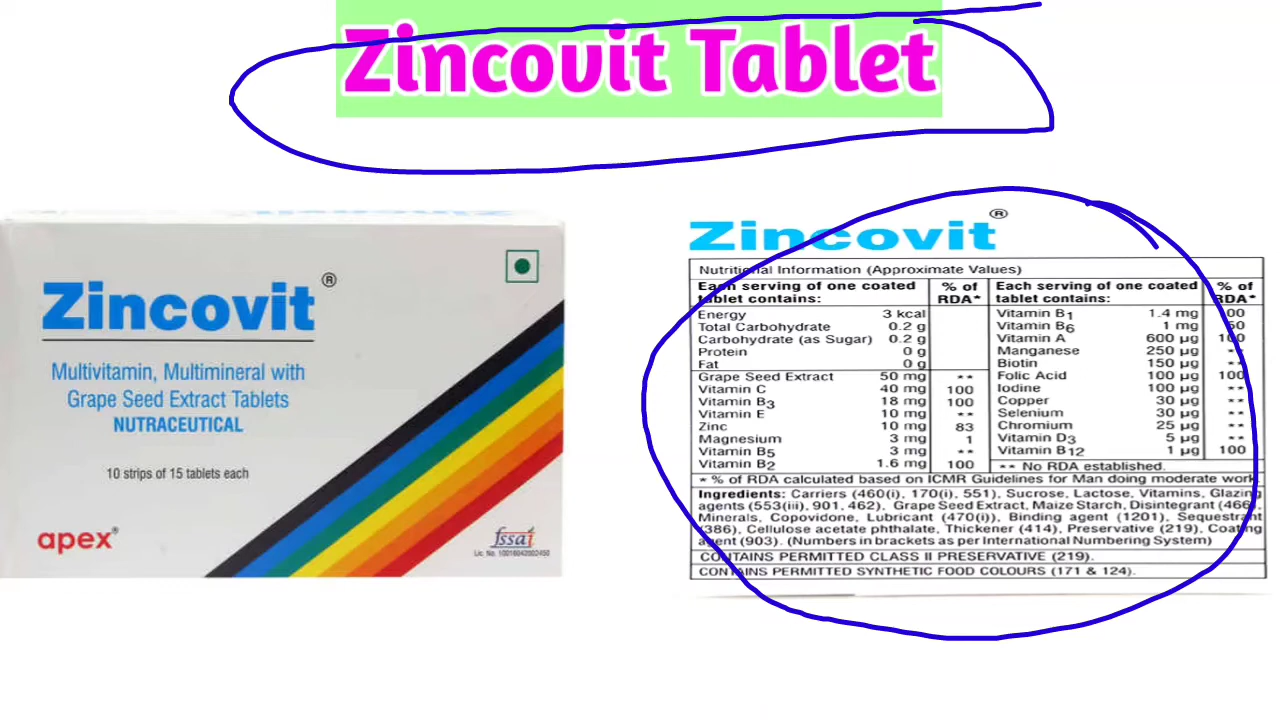 Zincovit Tablet
Zincovit®
Multivitamin, Multimineral with
Grape Seed Extract Tablets
NUTRACEUTICAL
10 strips of 15 tablets each
apex®
fssai
Lic. No. 10016042002450
Zincovit®
Nutritional Information (Approximate Values)
Each serving of one coated tablet contains: % of RDA*
Energy 3 kcal
Total Carbohydrate 0.2 g
Carbohydrate (as Sugar) 0.2 g
Protein 0 g
Fat 0 g
Grape Seed Extract 50 mg **
Vitamin C 40 mg 100
Vitamin B3 18 mg 100
Vitamin E 10 mg **
Zinc 10 mg 83
Magnesium 3 mg 1
Vitamin B5 3 mg **
Vitamin B2 1.6 mg 100
Each serving of one coated tablet contains: % of RDA*
Vitamin B1 1.4 mg 100
Vitamin B6 1 mg 50
Vitamin A 600 µg 100
Manganese 250 µg **
Biotin 150 µg **
Folic Acid 100 µg 100
Iodine 100 µg **
Copper 30 µg **
Selenium 30 µg **
Chromium 25 µg **
Vitamin D3 5 µg **
Vitamin B12 1 µg 100
** No RDA established.
* % of RDA calculated based on ICMR Guidelines for Man doing moderate work.
Ingredients: Carriers (460(i), 170(i), 551), Sucrose, Lactose, Vitamins, Glazing
agents (553(iii), 901, 462), Grape Seed Extract, Maize Starch, Disintegrant (466),
Minerals, Copovidone, Lubricant (470(i)), Binding agent (1201), Sequestrant
(386), Cellulose acetate phthalate, Thickener (414), Preservative (219), Coating
agent (903). (Numbers in brackets as per International Numbering System)
CONTAINS PERMITTED CLASS II PRESERVATIVE (219).
CONTAINS PERMITTED SYNTHETIC FOOD COLOURS (171 & 124).